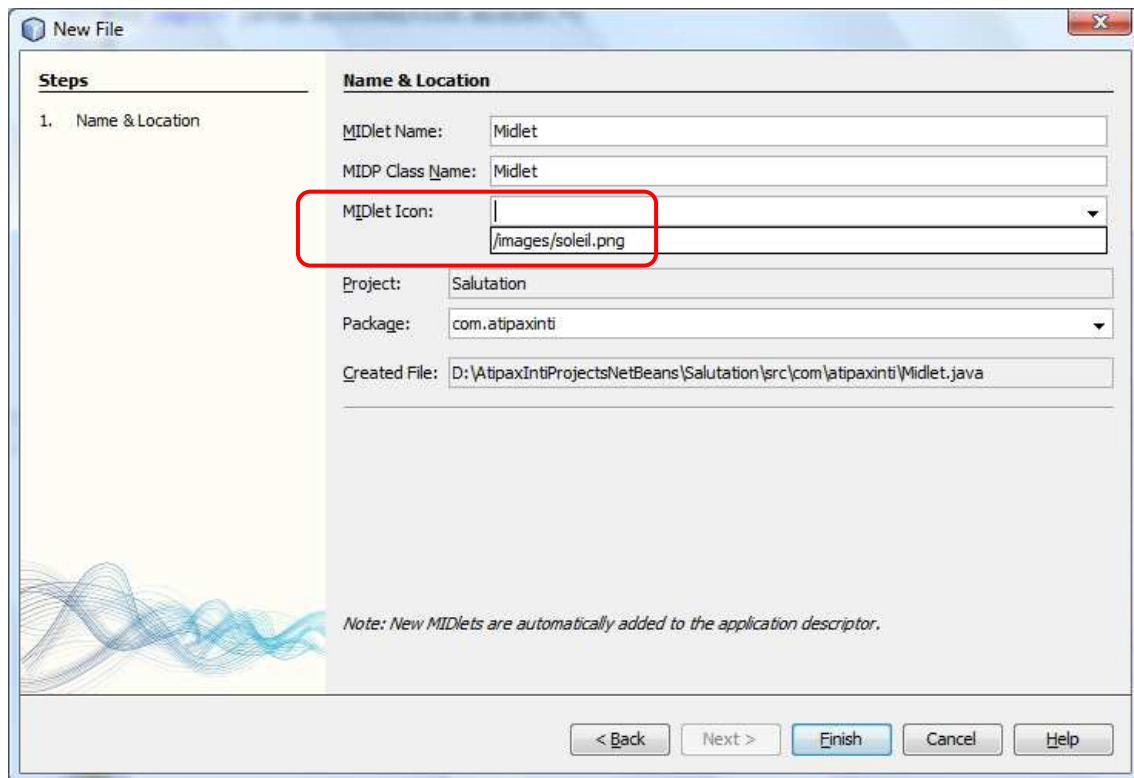 New File
Steps
1. Name & Location
Name & Location
MIDlet Name: Midlet
MIDP Class Name: Midlet
MIDlet Icon:
/images/soleil.png
Project: Salutation
Package: com.atipaxinti
Created File: D:\AtipaxIntiProjectsNetBeans\Salutation\src\com\atipaxinti\Midlet.java
Note: New MIDlets are automatically added to the application descriptor.
< Back Next > Finish Cancel Help